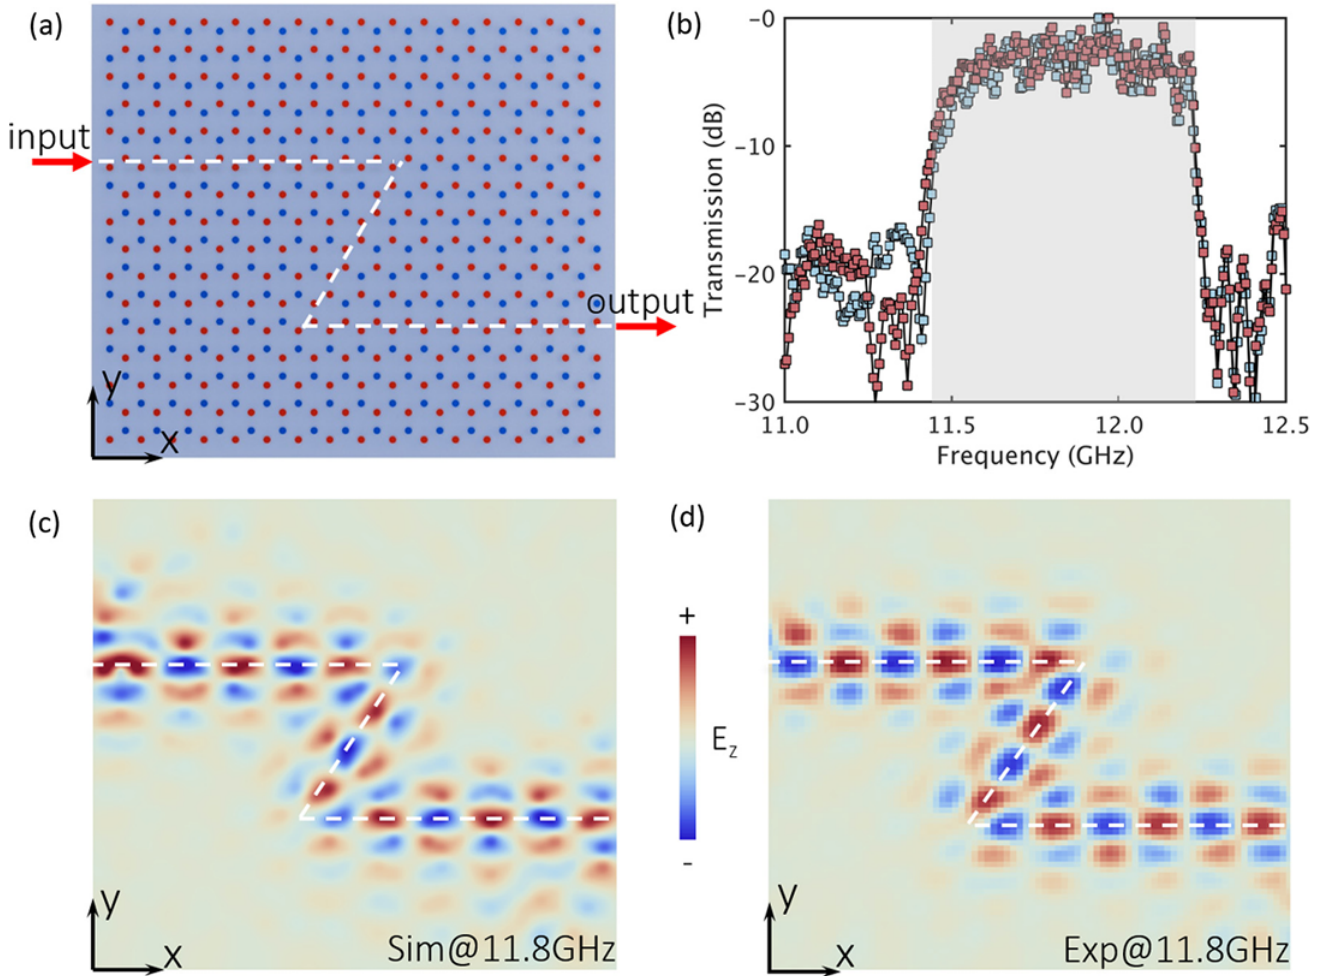 (a)
input
output
y
x
(b)
Transmission (dB)
−0
−10
−20
−30
11.0
11.5
12.0
12.5
Frequency (GHz)
(c)
y
x
Sim@11.8GHz
+
E_z
-
(d)
y
x
Exp@11.8GHz